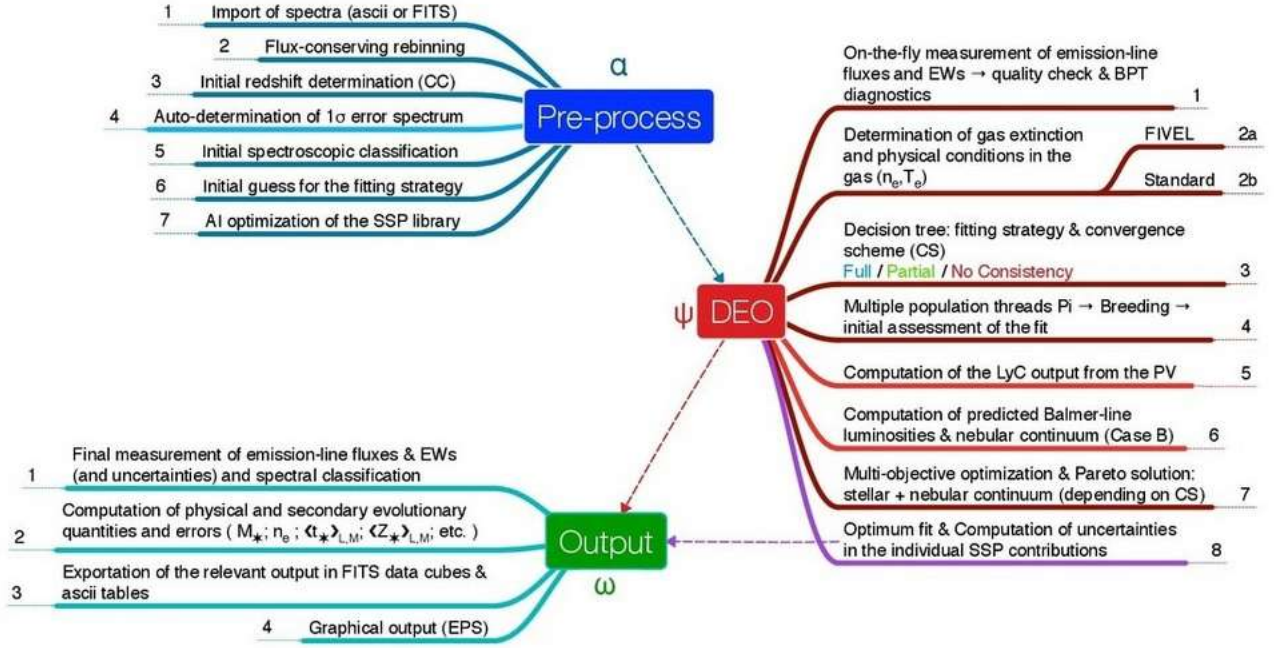 1 Import of spectra (ascii or FITS)
2 Flux-conserving rebinning
3 Initial redshift determination (CC)
4 Auto-determination of 1σ error spectrum
5 Initial spectroscopic classification
6 Initial guess for the fitting strategy
7 AI optimization of the SSP library
α
Pre-process
On-the-fly measurement of emission-line
fluxes and EWs → quality check & BPT
diagnostics
1
Determination of gas extinction
and physical conditions in the
gas (nₑ,Tₑ)
FIVEL 2a
Standard 2b
Decision tree: fitting strategy & convergence
scheme (CS)
Full / Partial / No Consistency
3
ψ DEO
Multiple population threads Pi → Breeding →
initial assessment of the fit
4
Computation of the LyC output from the PV
5
Computation of predicted Balmer-line
luminosities & nebular continuum (Case B)
6
Multi-objective optimization & Pareto solution:
stellar + nebular continuum (depending on CS)
7
Optimum fit & Computation of uncertainties
in the individual SSP contributions
8
Final measurement of emission-line fluxes & EWs
(and uncertainties) and spectral classification
1
Computation of physical and secondary evolutionary
quantities and errors ( M★; nₑ ; ⟨t★⟩L,M; ⟨Z★⟩L,M; etc. )
2
Exportation of the relevant output in FITS data cubes &
ascii tables
3
4 Graphical output (EPS)
Output
ω